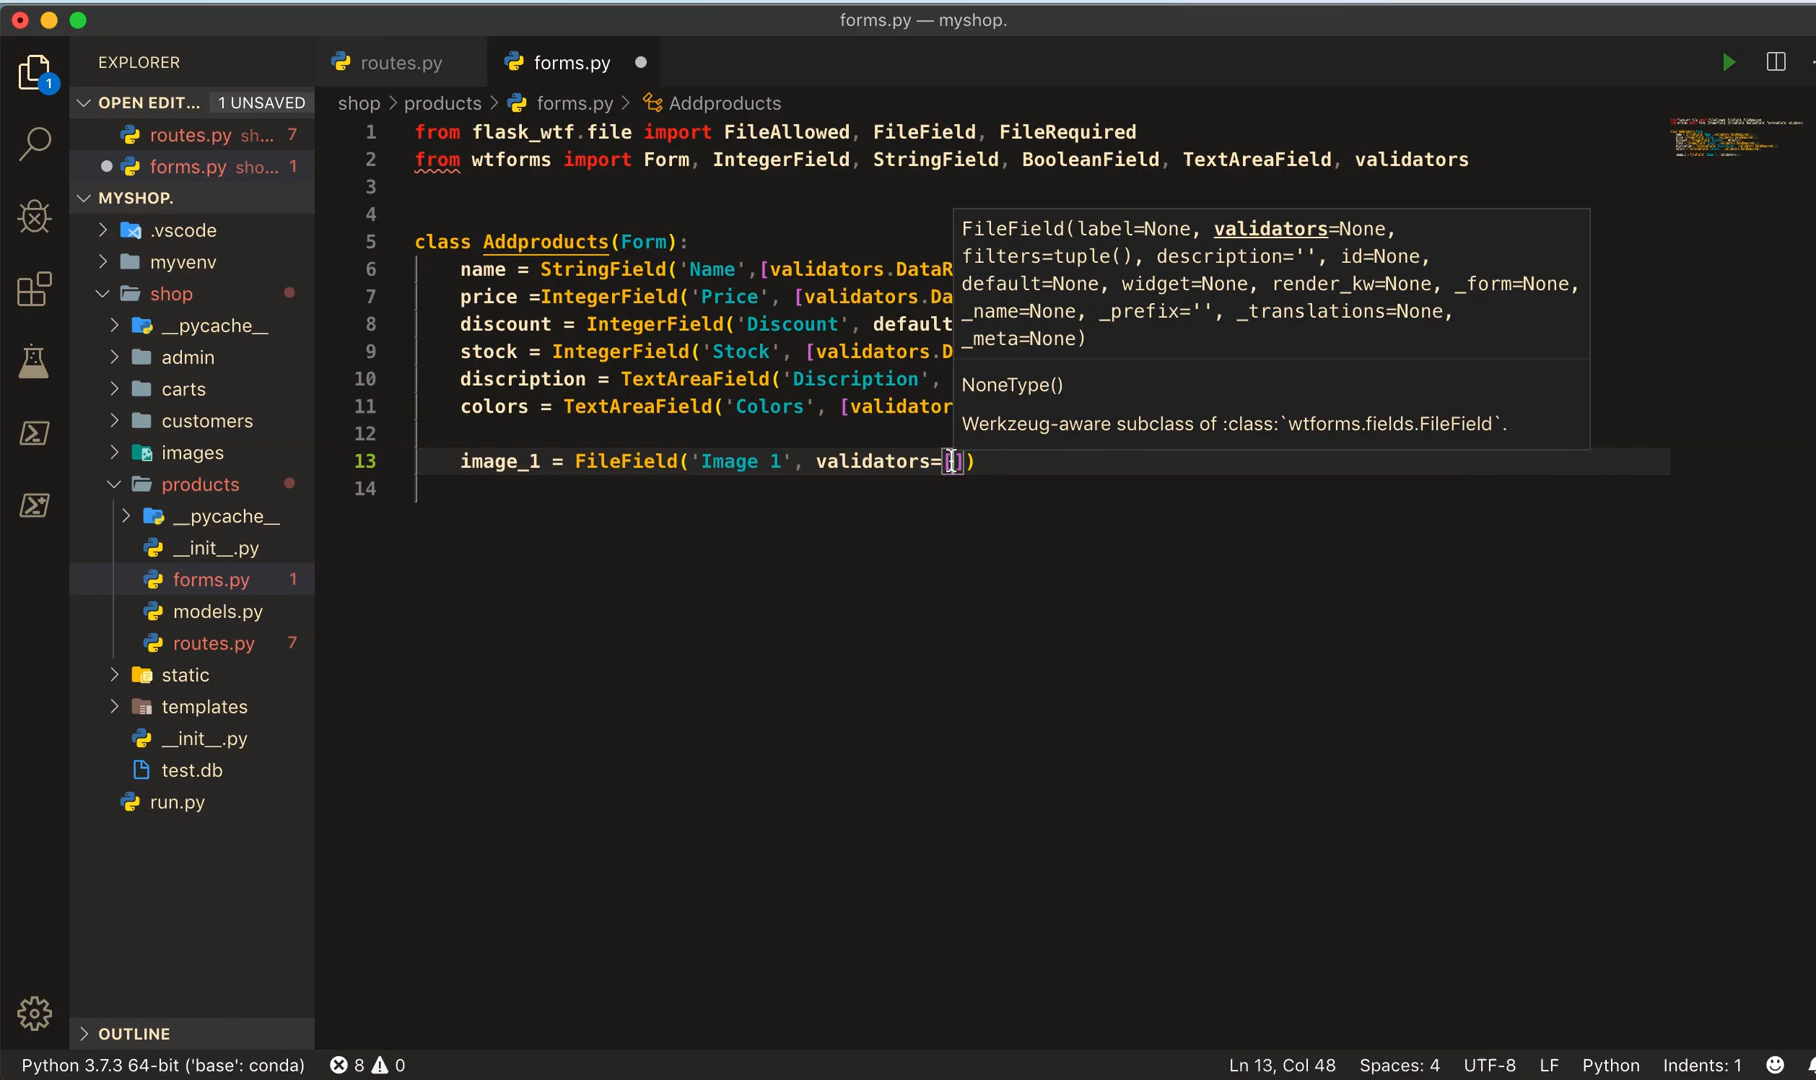 forms.py — myshop.
EXPLORER
routes.py
forms.py
OPEN EDIT... 1 UNSAVED
shop > products > forms.py > Addproducts
routes.py sh... 7
forms.py sho... 1
MYSHOP.
.vscode
myvenv
shop
__pycache__
admin
carts
customers
images
products
__pycache__
__init__.py
forms.py 1
models.py
routes.py 7
static
templates
__init__.py
test.db
run.py
OUTLINE
1 from flask_wtf.file import FileAllowed, FileField, FileRequired
2 from wtforms import Form, IntegerField, StringField, BooleanField, TextAreaField, validators
3
4
5 class Addproducts(Form):
6 name = StringField('Name',[validators.DataR
7 price =IntegerField('Price', [validators.Da
8 discount = IntegerField('Discount', default
9 stock = IntegerField('Stock', [validators.D
10 discription = TextAreaField('Discription',
11 colors = TextAreaField('Colors', [validator
12
13 image_1 = FileField('Image 1', validators=[])
14
FileField(label=None, validators=None,
filters=tuple(), description='', id=None,
default=None, widget=None, render_kw=None, _form=None,
_name=None, _prefix='', _translations=None,
_meta=None)
NoneType()
Werkzeug-aware subclass of :class:`wtforms.fields.FileField`.
Python 3.7.3 64-bit ('base': conda) 8 0 Ln 13, Col 48 Spaces: 4 UTF-8 LF Python Indents: 1